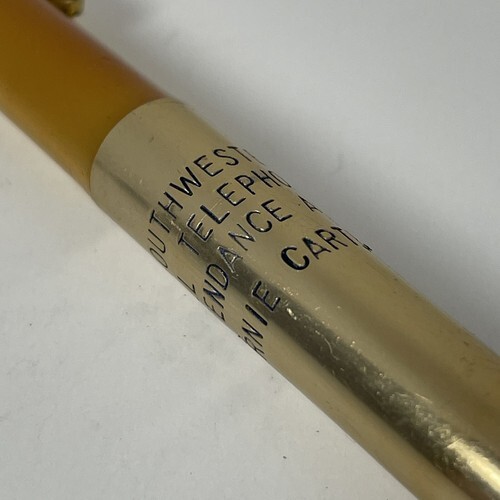 OUTHWEST
L TELEPHO
ENDANCE A
RNIE CART